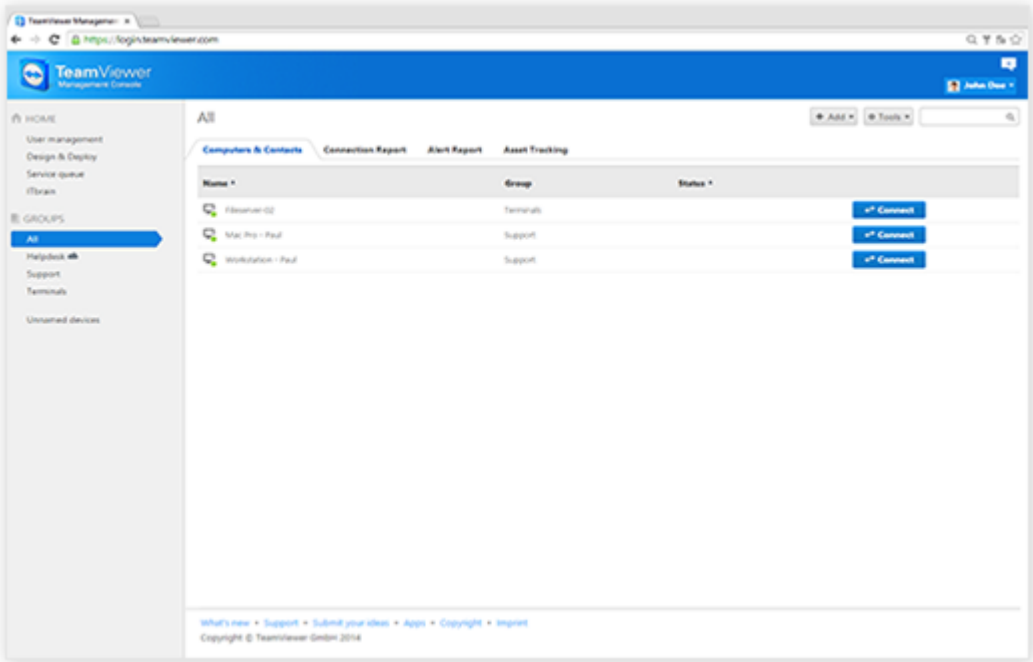 TeamViewer Management
https://login.teamviewer.com
TeamViewer
Management Console
John Doe
HOME
User management
Design & Deploy
Service queue
ITbrain
GROUPS
All
Helpdesk
Support
Terminals
Unnamed devices
All
Add
Tools
Computers & Contacts Connection Report Alert Report Asset Tracking
Name Group Status
Fileserver-02 Terminals Connect
Mac Pro - Paul Support Connect
Workstation - Paul Support Connect
What's new • Support • Submit your ideas • Apps • Copyright • Imprint
Copyright © TeamViewer GmbH 2014